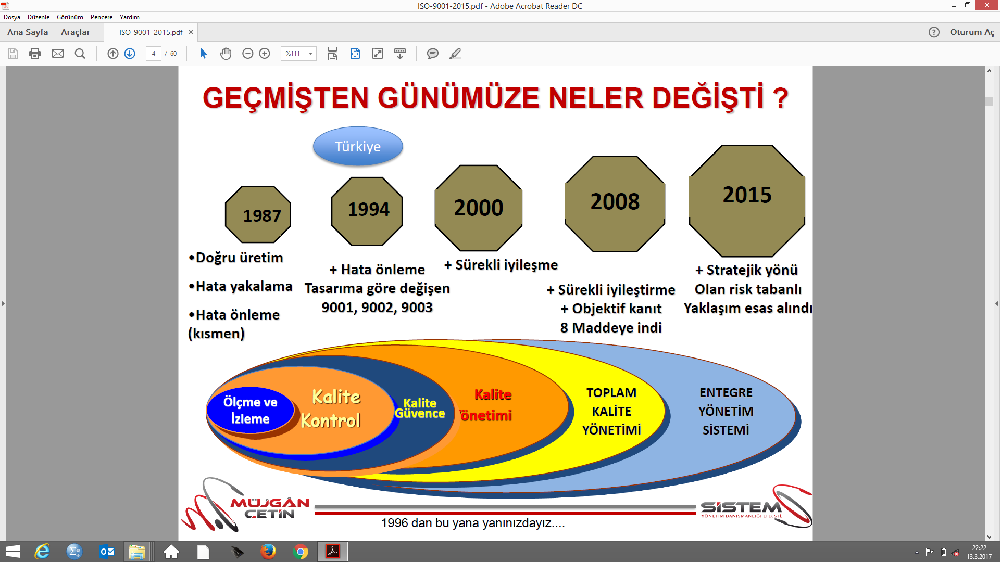 ISO-9001-2015.pdf - Adobe Acrobat Reader DC
Dosya Düzenle Görünüm Pencere Yardım
Ana Sayfa Araçlar ISO-9001-2015.pdf × ? Oturum Aç
4 / 60 %111
GEÇMİŞTEN GÜNÜMÜZE NELER DEĞİŞTİ ?
Türkiye
1987
1994
2000
2008
2015
•Doğru üretim
•Hata yakalama
•Hata önleme
(kısmen)
+ Hata önleme
Tasarıma göre değişen
9001, 9002, 9003
+ Sürekli iyileşme
+ Sürekli iyileştirme
+ Objektif kanıt
8 Maddeye indi
+ Stratejik yönü
Olan risk tabanlı
Yaklaşım esas alındı
Ölçme ve
İzleme
Kalite
Kontrol
Kalite
Güvence
Kalite
Yönetimi
TOPLAM
KALİTE
YÖNETİMİ
ENTEGRE
YÖNETİM
SİSTEMİ
MÜJGÂN
ÇETİN
1996 dan bu yana yanınızdayız....
SİSTEM
YÖNETİM DANIŞMANLIĞI LTD. ŞTİ.
22:22
13.3.2017